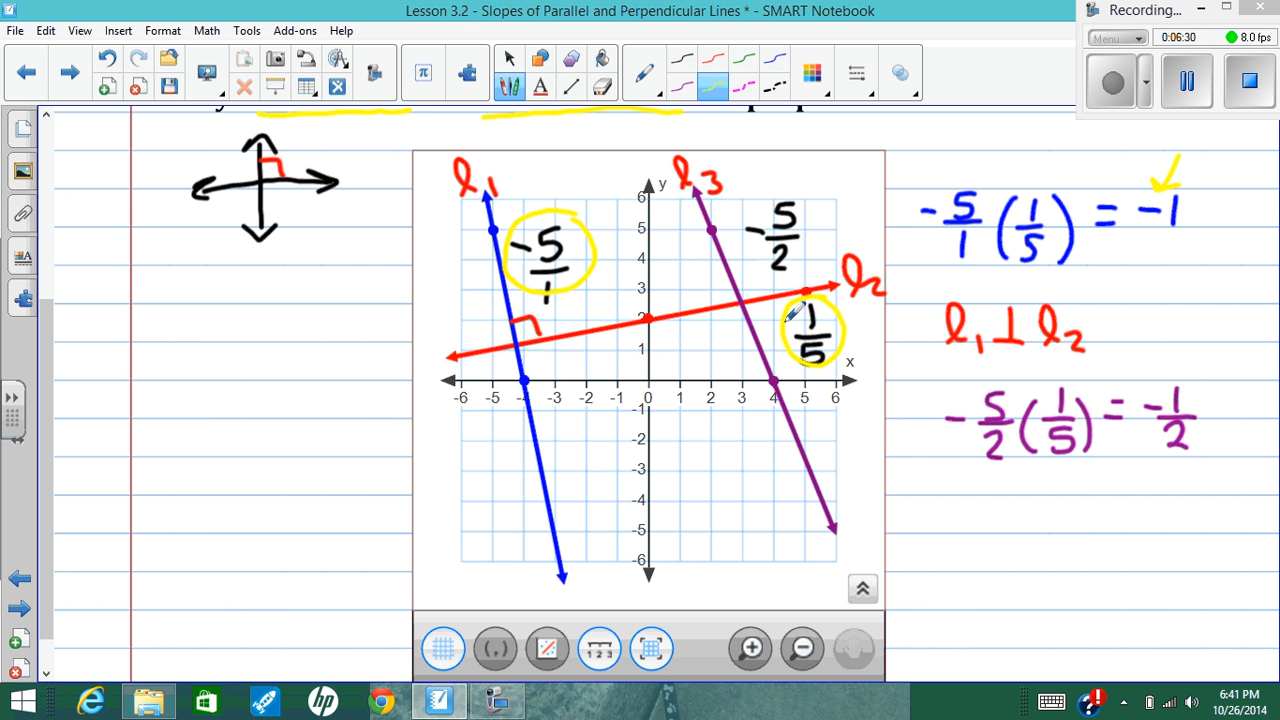 Lesson 3.2 - Slopes of Parallel and Perpendicular Lines * - SMART Notebook
Recording...
File Edit View Insert Format Math Tools Add-ons Help
Menu 0:06:30 8.0 fps
π
A
l1
l3
y
-5/1
-5/2
l2
1/5
x
6
5
4
3
2
1
-6 -5 -4 -3 -2 -1 0 1 2 3 4 5 6
-1
-2
-3
-4
-5
-6
-5/1 (1/5) = -1
l1 ⊥ l2
-5/2 (1/5) = -1/2
(,)
1 2 3
hp
6:41 PM
10/26/2014